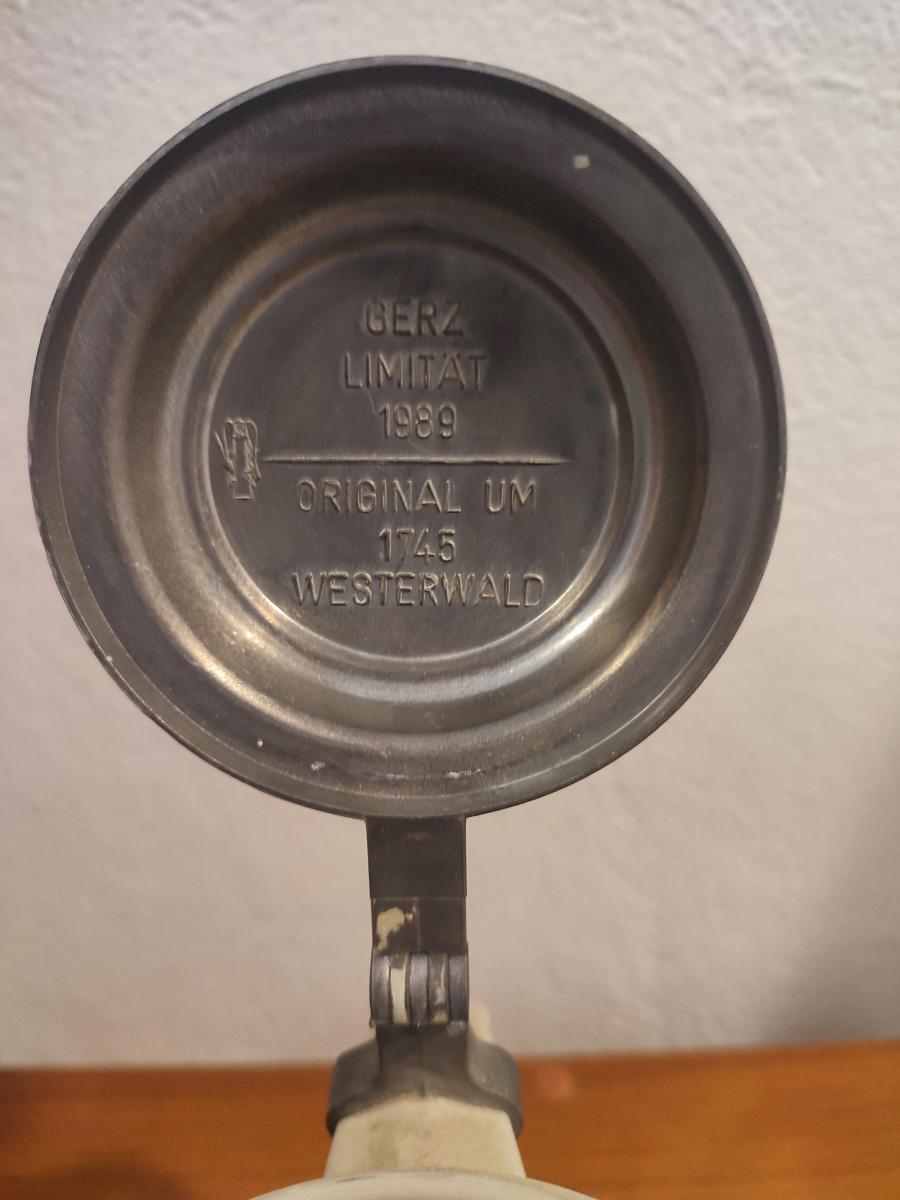 GERZ
LIMITÄT
1989
ORIGINAL UM
1745
WESTERWALD